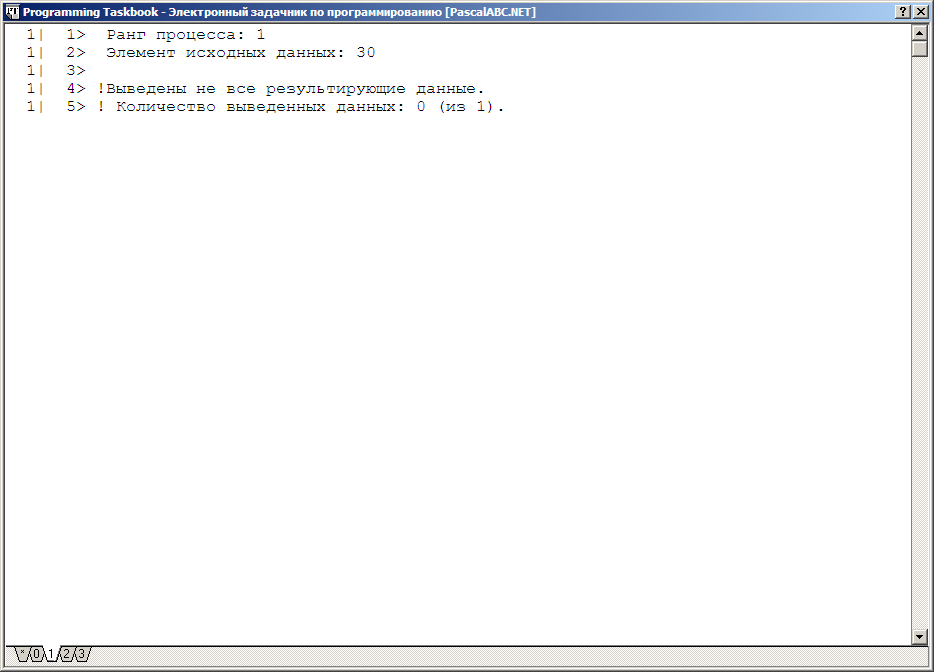 Programming Taskbook - Электронный задачник по программированию [PascalABC.NET]
1|  1>  Ранг процесса: 1
1|  2>  Элемент исходных данных: 30
1|  3>
1|  4> !Выведены не все результирующие данные.
1|  5> ! Количество выведенных данных: 0 (из 1).
*/0/1/2/3/